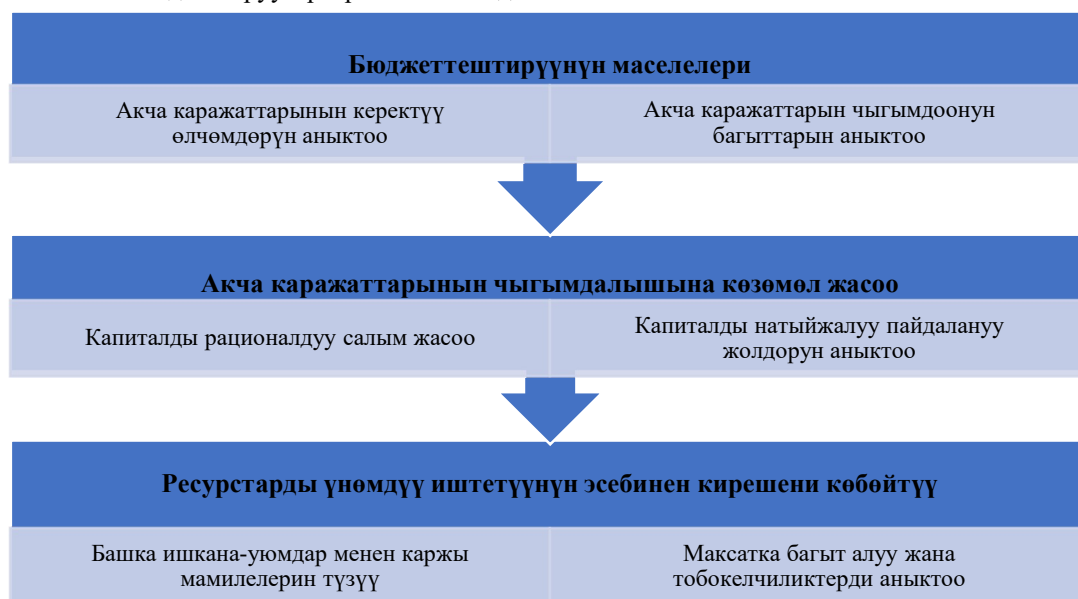 Бюджеттештирүүнүн маселелери
Акча каражаттарынын керектүү
өлчөмдөрүн аныктоо
Акча каражаттарын чыгымдоонун
багыттарын аныктоо
Акча каражаттарынын чыгымдалышына көзөмөл жасоо
Капиталды рационалдуу салым жасоо
Капиталды натыйжалуу пайдалануу
жолдорун аныктоо
Ресурстарды үнөмдүү иштетүүнүн эсебинен кирешени көбөйтүү
Башка ишкана-уюмдар менен каржы
мамилелерин түзүү
Максатка багыт алуу жана
тобокелчиликтерди аныктоо